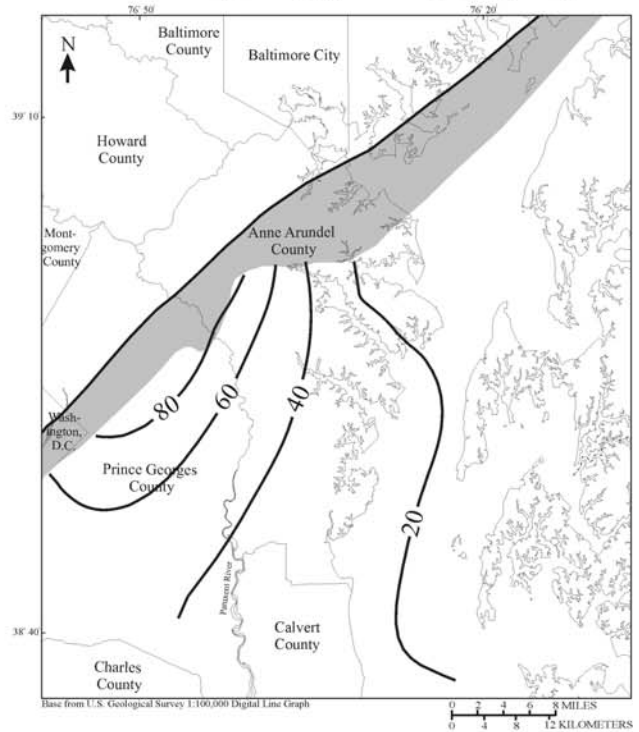 76° 50'
76° 20'
N
Baltimore
County
Baltimore City
39° 10'
Howard
County
Mont-
gomery
County
Anne Arundel
County
80
60
40
20
Wash-
ington,
D.C.
Prince Georges
County
Patuxent River
38° 40'
Calvert
County
Charles
County
Base from U.S. Geological Survey 1:100,000 Digital Line Graph
0 2 4 6 8 MILES
0 4 8 12 KILOMETERS